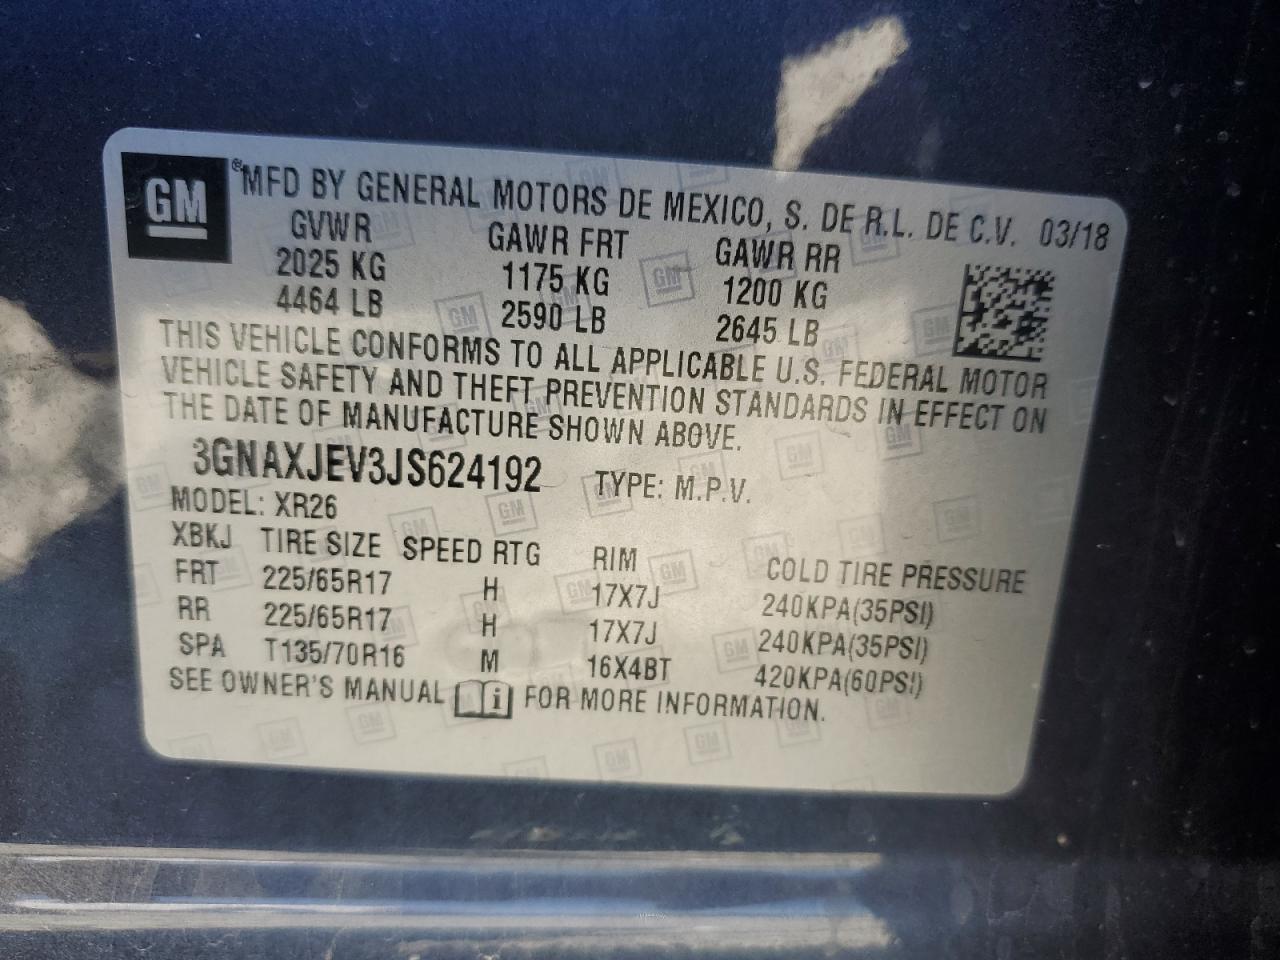 GM ® MFD BY GENERAL MOTORS DE MEXICO, S. DE R.L. DE C.V. 03/18
GVWR GAWR FRT GAWR RR
2025 KG 1175 KG 1200 KG
4464 LB 2590 LB 2645 LB
THIS VEHICLE CONFORMS TO ALL APPLICABLE U.S. FEDERAL MOTOR
VEHICLE SAFETY AND THEFT PREVENTION STANDARDS IN EFFECT ON
THE DATE OF MANUFACTURE SHOWN ABOVE.
3GNAXJEV3JS624192 TYPE: M.P.V.
MODEL: XR26
XBKJ TIRE SIZE SPEED RTG RIM COLD TIRE PRESSURE
FRT 225/65R17 H 17X7J 240KPA(35PSI)
RR 225/65R17 H 17X7J 240KPA(35PSI)
SPA T135/70R16 M 16X4BT 420KPA(60PSI)
SEE OWNER'S MANUAL i FOR MORE INFORMATION.